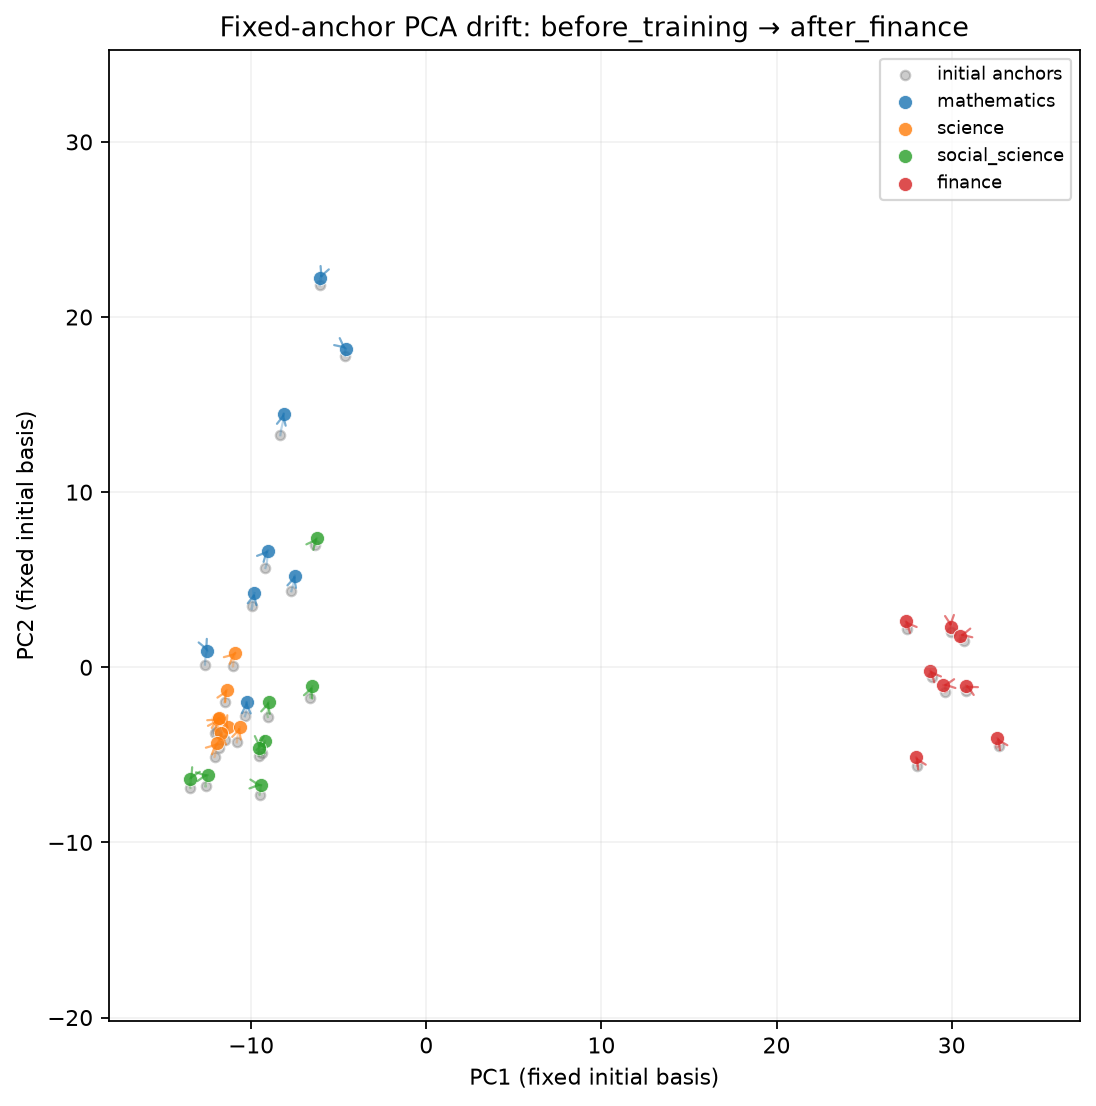 Fixed-anchor PCA drift: before_training → after_finance
initial anchors
mathematics
science
social_science
finance
30
20
10
0
−10
−20
PC2 (fixed initial basis)
−10
0
10
20
30
PC1 (fixed initial basis)